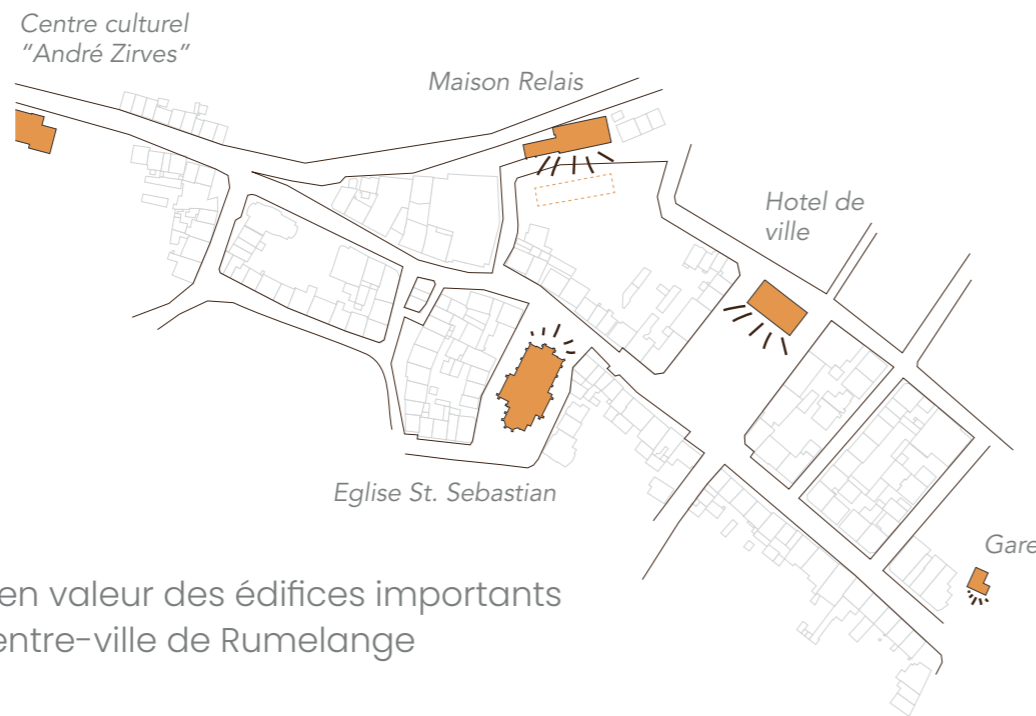 Centre culturel
"André Zirves"
Maison Relais
Hotel de
ville
Eglise St. Sebastian
Gare
en valeur des édifices importants
entre-ville de Rumelange